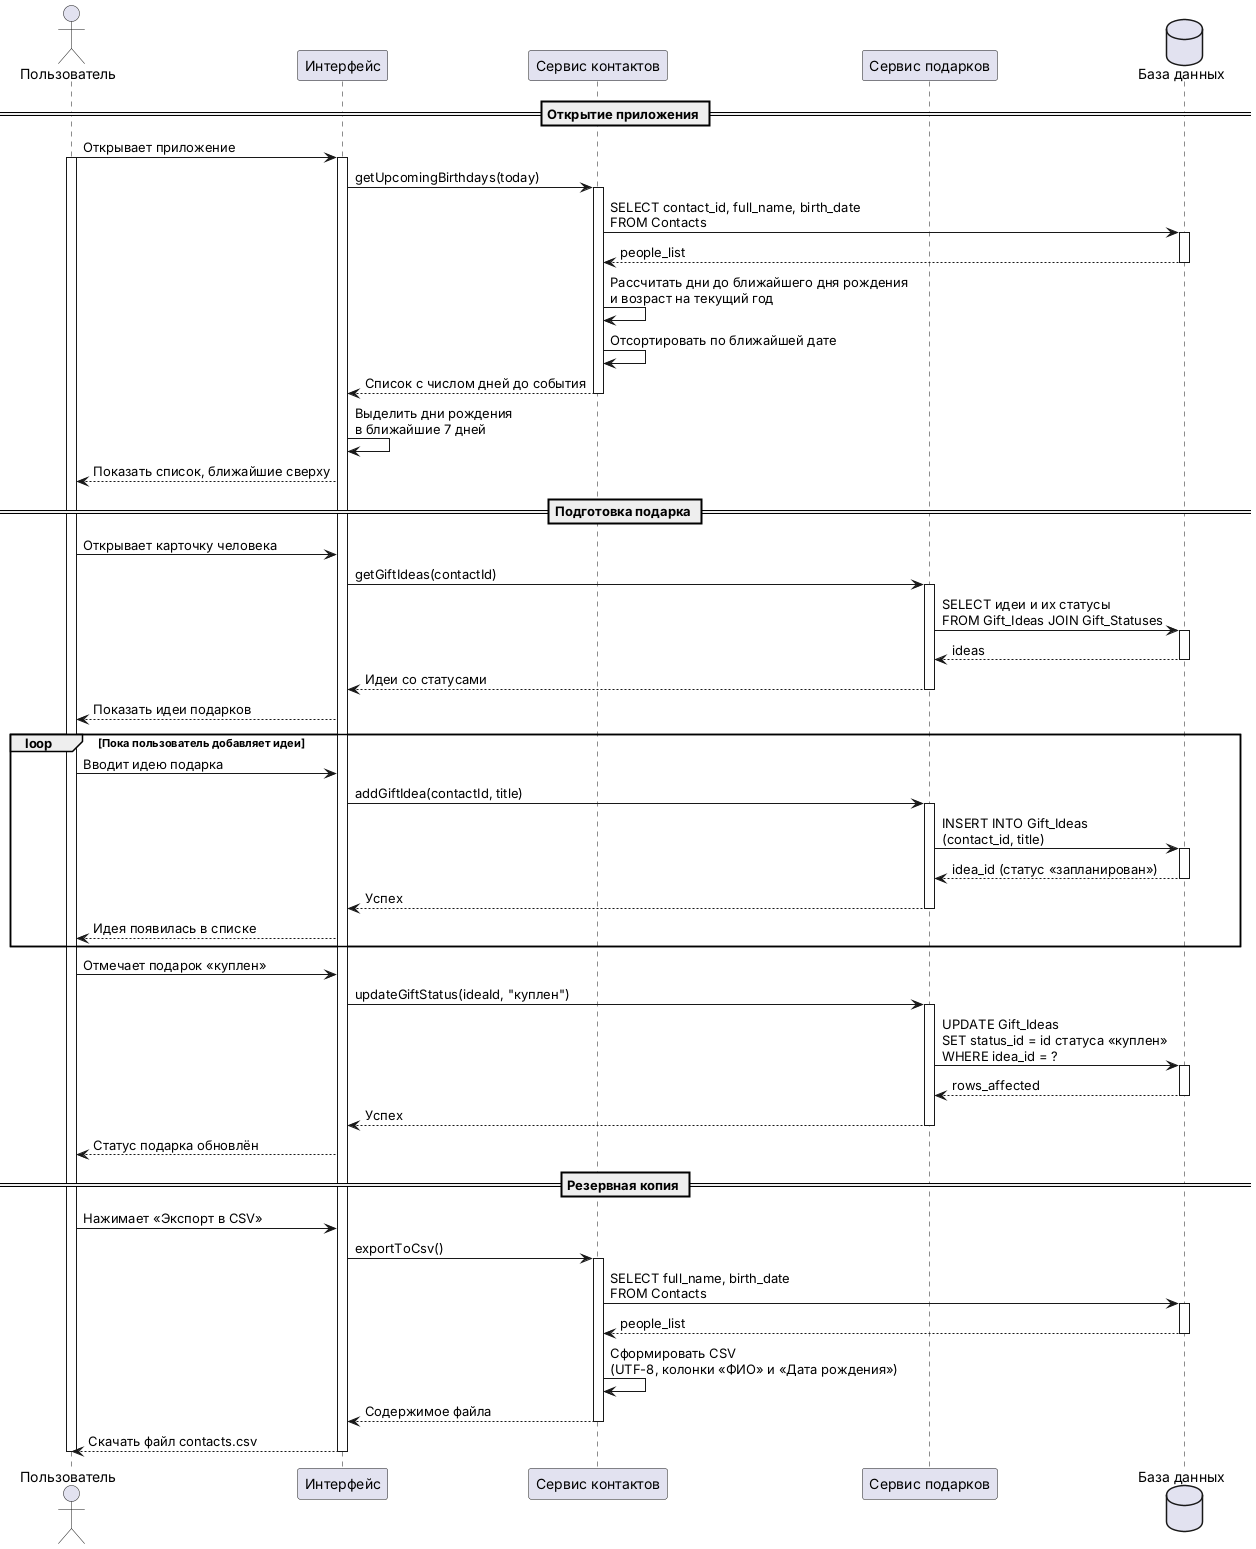 Пользователь
Интерфейс
Сервис контактов
Сервис подарков
База данных
Открытие приложения
Открывает приложение
getUpcomingBirthdays(today)
SELECT contact_id, full_name, birth_date
FROM Contacts
people_list
Рассчитать дни до ближайшего дня рождения
и возраст на текущий год
Отсортировать по ближайшей дате
Список с числом дней до события
Выделить дни рождения
в ближайшие 7 дней
Показать список, ближайшие сверху
Подготовка подарка
Открывает карточку человека
getGiftIdeas(contactId)
SELECT идеи и их статусы
FROM Gift_Ideas JOIN Gift_Statuses
ideas
Идеи со статусами
Показать идеи подарков
loop
[Пока пользователь добавляет идеи]
Вводит идею подарка
addGiftIdea(contactId, title)
INSERT INTO Gift_Ideas
(contact_id, title)
idea_id (статус «запланирован»)
Успех
Идея появилась в списке
Отмечает подарок «куплен»
updateGiftStatus(ideaId, "куплен")
UPDATE Gift_Ideas
SET status_id = id статуса «куплен»
WHERE idea_id = ?
rows_affected
Успех
Статус подарка обновлён
Резервная копия
Нажимает «Экспорт в CSV»
exportToCsv()
SELECT full_name, birth_date
FROM Contacts
people_list
Сформировать CSV
(UTF-8, колонки «ФИО» и «Дата рождения»)
Содержимое файла
Скачать файл contacts.csv
Пользователь
Интерфейс
Сервис контактов
Сервис подарков
База данных